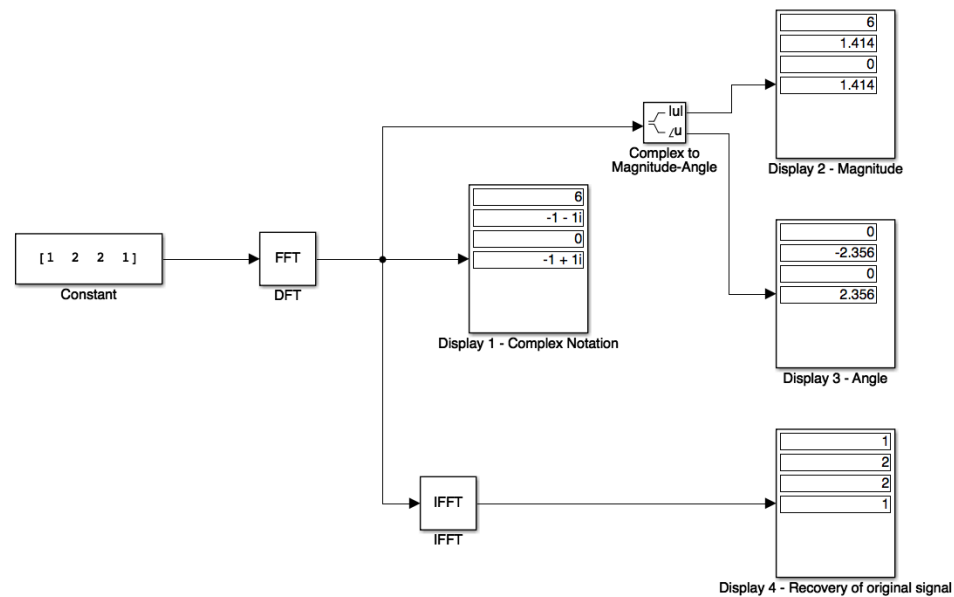 6
1.414
0
1.414
Display 2 - Magnitude
|u|
∠u
Complex to
Magnitude-Angle
6
-1 - 1i
0
-1 + 1i
Display 1 - Complex Notation
[1 2 2 1]
Constant
FFT
DFT
0
-2.356
0
2.356
Display 3 - Angle
IFFT
IFFT
1
2
2
1
Display 4 - Recovery of original signal